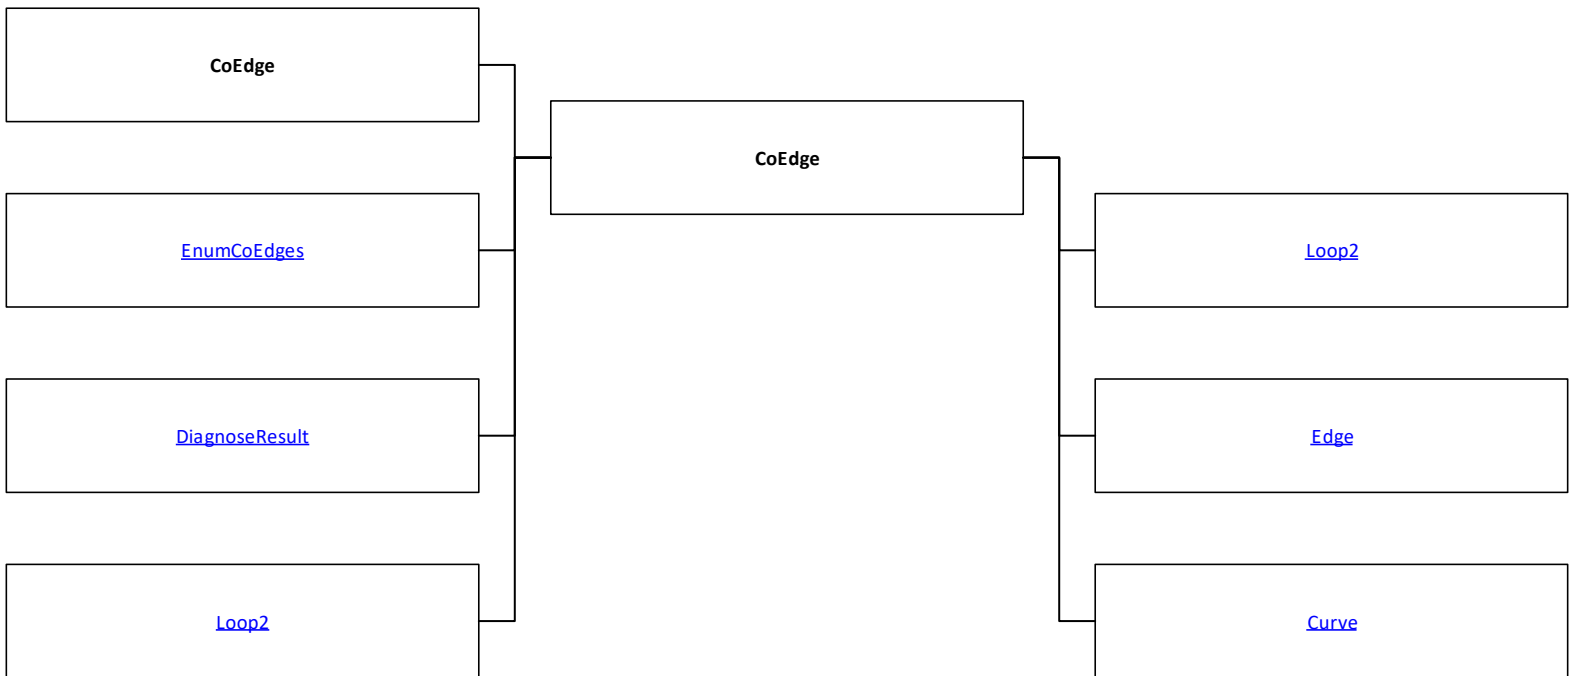 CoEdge
CoEdge
EnumCoEdges
Loop2
DiagnoseResult
Edge
Loop2
Curve